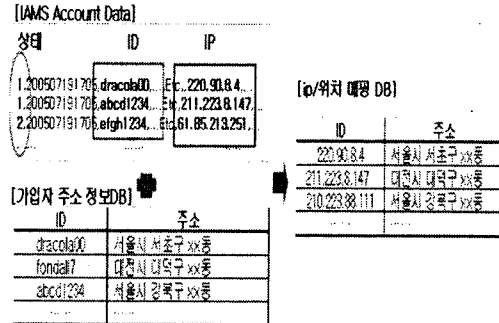 [IAMS Account Data]
상태 ID IP
1,200507191705,dracola00,...Etc,,220.90.8.4,..
1,200507191705,abcd1234,...Etc,211.223.8.147,...
2,200507191705,efgh1234,...Etc,61.85.213.251,
......
[ip/위치 매핑 DB]
ID 주소
220.90.8.4 서울시 서초구 xx동
211.223.8.147 대전시 대덕구 xx동
210.223.88.111 서울시 강북구 xx동
[가입자 주소 정보DB]
ID 주소
dracola00 서울시 서초구 xx동
fondall7 대전시 대덕구 xx동
abcd1234 서울시 강북구 xx동